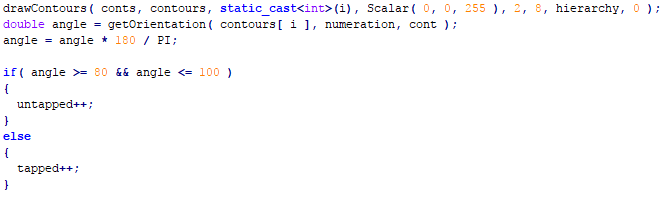 drawContours( conts, contours, static_cast<int>(i), Scalar( 0, 0, 255 ), 2, 8, hierarchy, 0 );
double angle = getOrientation( contours[ i ], numeration, cont );
angle = angle * 180 / PI;
if( angle >= 80 && angle <= 100 )
{
untapped++;
}
else
{
tapped++;
}